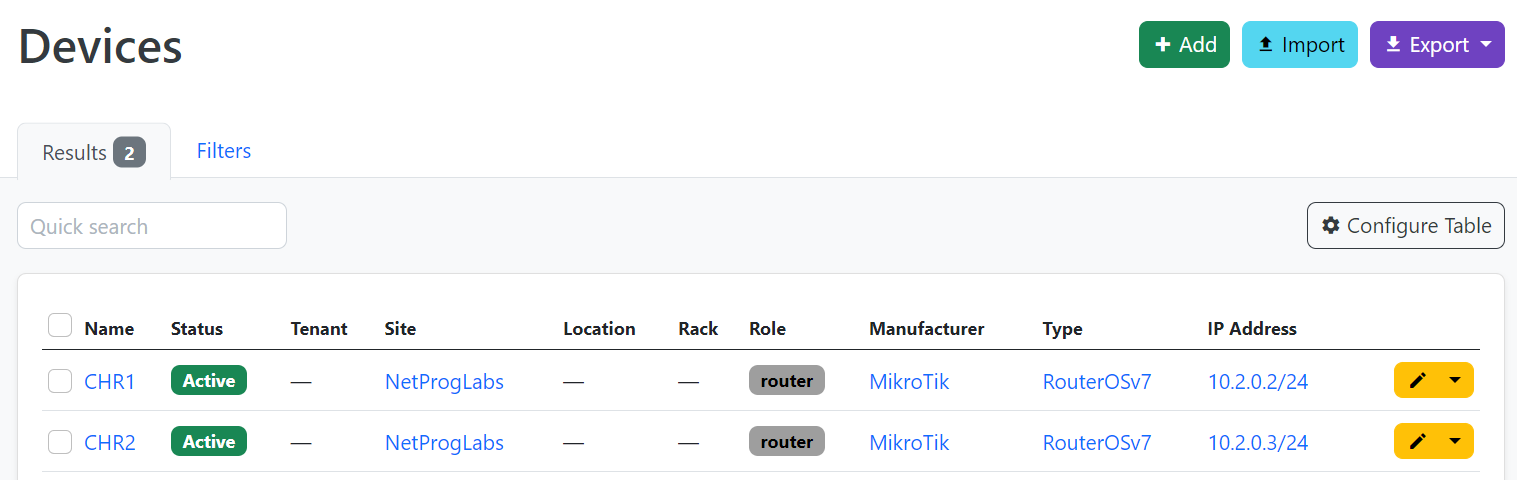 Devices
Add Import Export
Results 2 Filters
Quick search
Configure Table
Name Status Tenant Site Location Rack Role Manufacturer Type IP Address
CHR1 Active — NetProgLabs — — router MikroTik RouterOSv7 10.2.0.2/24
CHR2 Active — NetProgLabs — — router MikroTik RouterOSv7 10.2.0.3/24